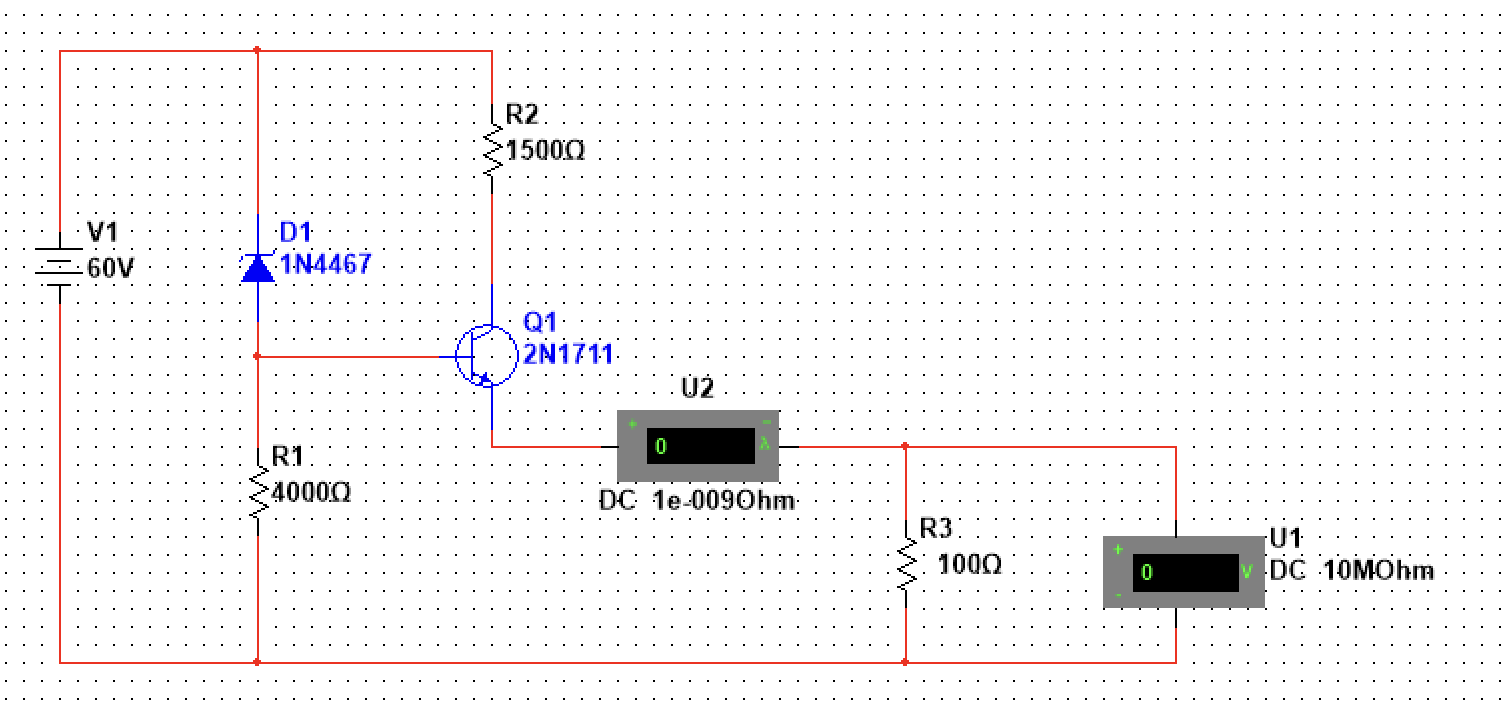 R2
1500Ω
V1
60V
D1
1N4467
Q1
2N1711
U2
+ -
0 A
DC 1e-009Ohm
R1
4000Ω
R3
100Ω
U1
+
0 V
DC 10MOhm
-